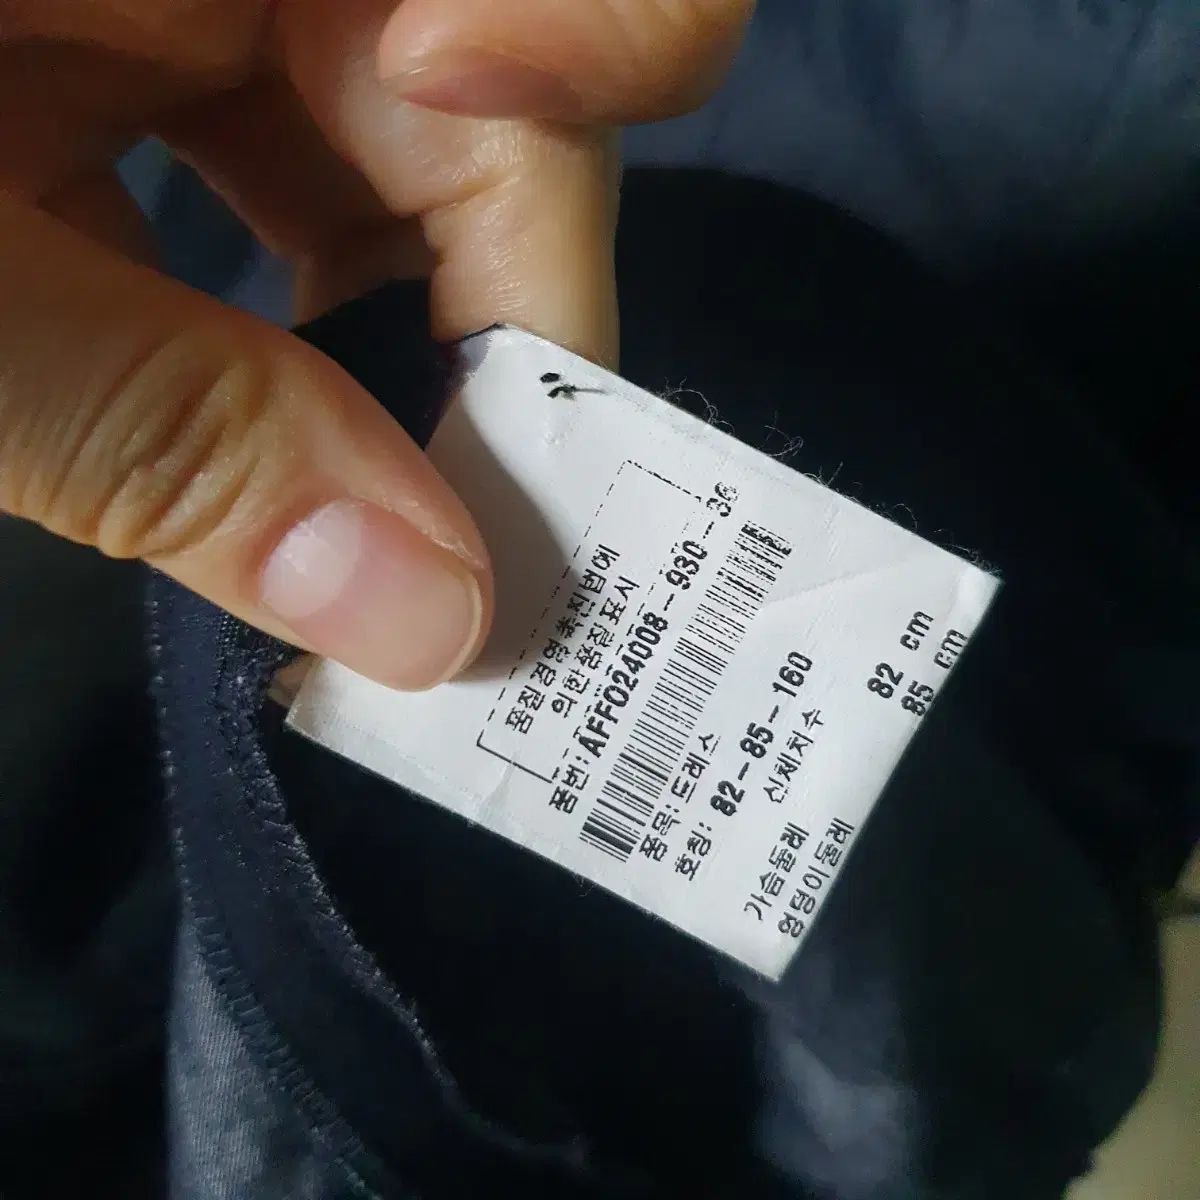 품질경영촉진법에
의한품질표시
품번: AFF024008-930-36
품목: 드레스
호칭: 82-85-160
신체치수
가슴둘레 82 cm
엉덩이둘레 85 cm